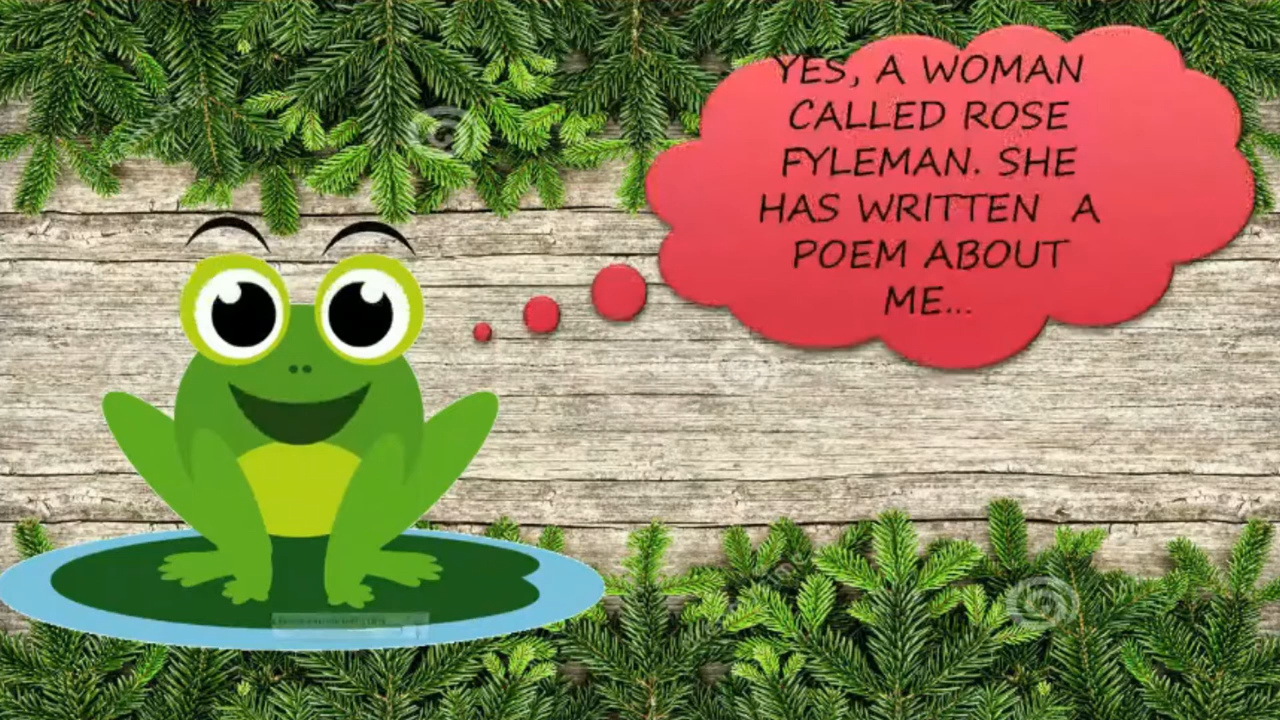 YES, A WOMAN
CALLED ROSE
FYLEMAN. SHE
HAS WRITTEN A
POEM ABOUT
ME...